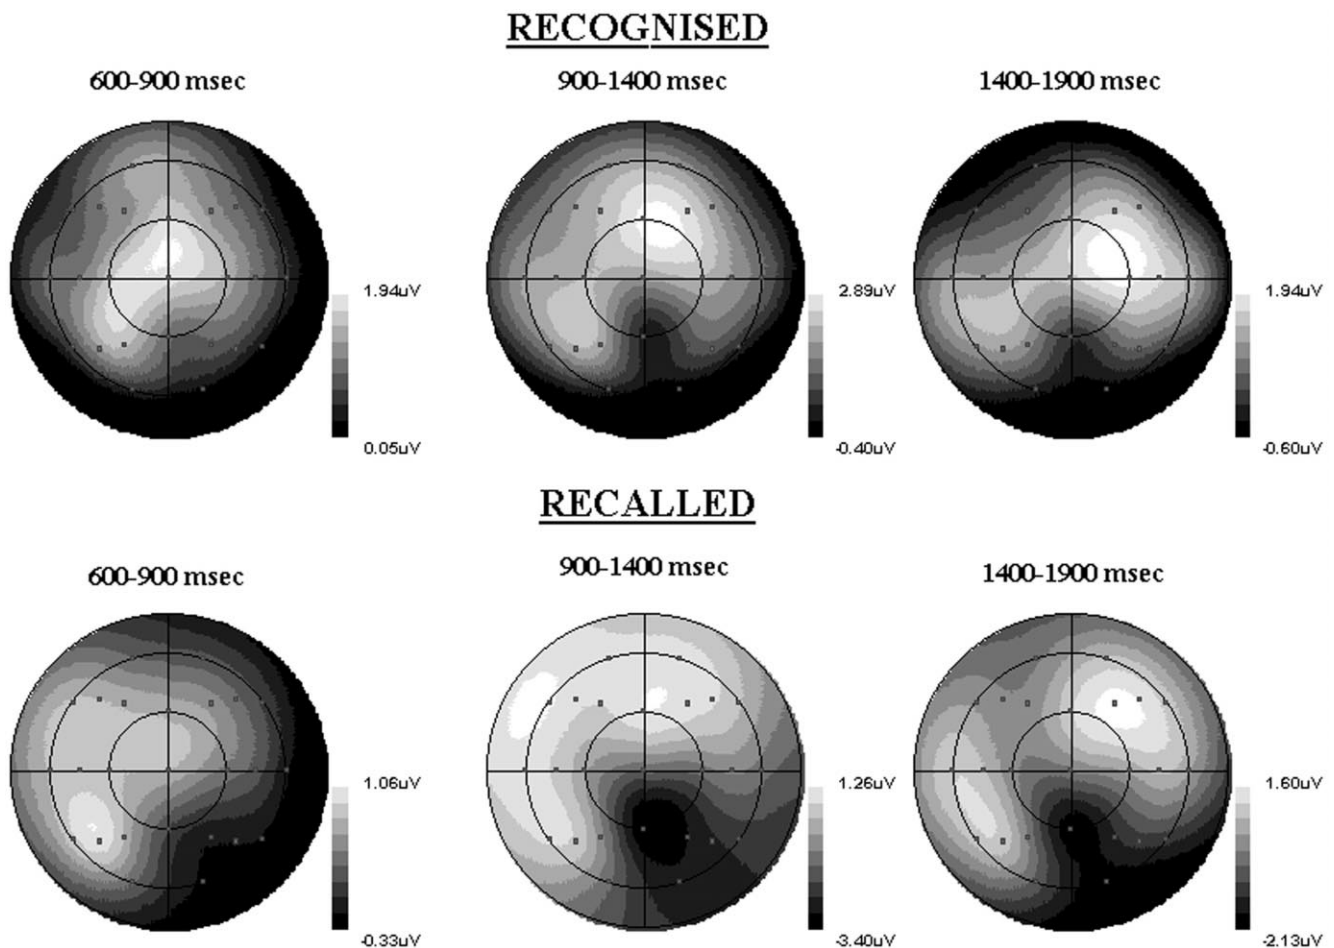 RECOGNISED
600-900 msec
900-1400 msec
1400-1900 msec
1.94uV
2.89uV
1.94uV
0.05uV
-0.40uV
-0.60uV
RECALLED
600-900 msec
900-1400 msec
1400-1900 msec
1.06uV
1.26uV
1.60uV
-0.33uV
-3.40uV
-2.13uV